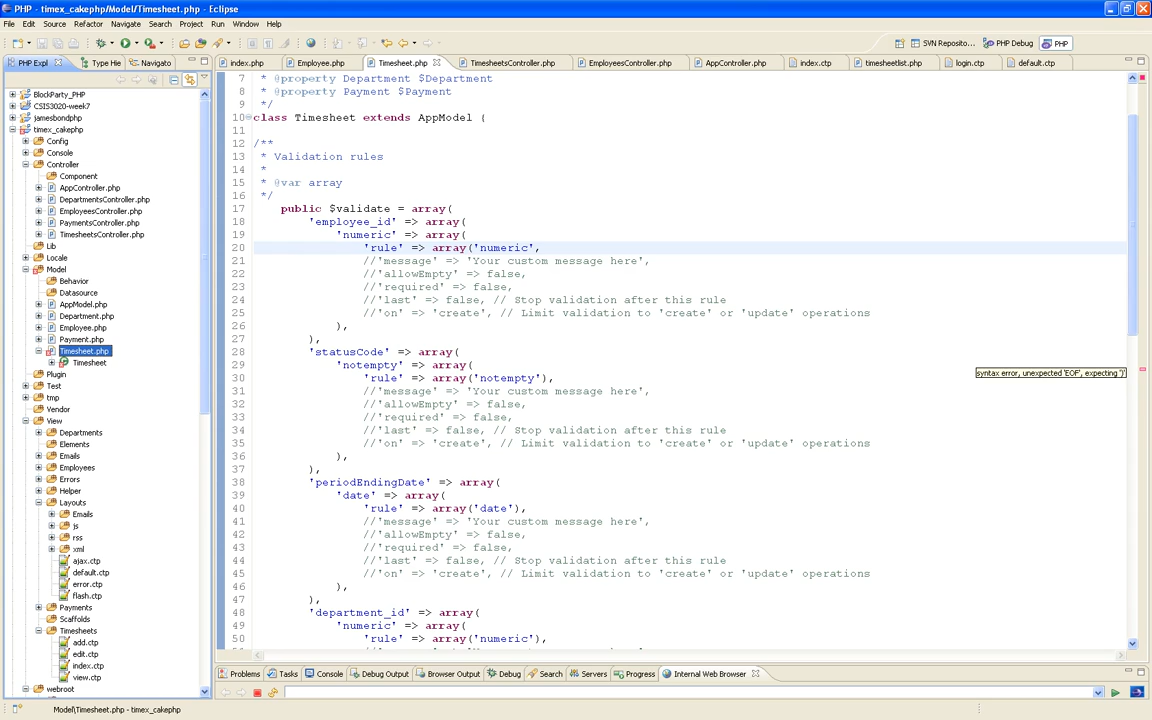 PHP - timex_cakephp/Model/Timesheet.php - Eclipse
File Edit Source Refactor Navigate Search Project Run Window Help
SVN Reposito... PHP Debug PHP
PHP Expl Type Hie Navigato
index.php Employee.php Timesheet.php TimesheetsController.php EmployeesController.php AppController.php index.ctp timesheetlist.php login.ctp default.ctp
BlockParty_PHP
CSIS3020-week7
jamesbondphp
timex_cakephp
Config
Console
Controller
Component
AppController.php
DepartmentsController.php
EmployeesController.php
PaymentsController.php
TimesheetsController.php
Lib
Locale
Model
Behavior
Datasource
AppModel.php
Department.php
Employee.php
Payment.php
Timesheet.php
Timesheet
Plugin
Test
tmp
Vendor
View
Departments
Elements
Emails
Employees
Errors
Helper
Layouts
Emails
js
rss
xml
ajax.ctp
default.ctp
error.ctp
flash.ctp
Payments
Scaffolds
Timesheets
add.ctp
edit.ctp
index.ctp
view.ctp
webroot
7 * @property Department $Department
8 * @property Payment $Payment
9 */
10 class Timesheet extends AppModel {
11
12 /**
13 * Validation rules
14 *
15 * @var array
16 */
17 public $validate = array(
18 'employee_id' => array(
19 'numeric' => array(
20 'rule' => array('numeric',
21 //'message' => 'Your custom message here',
22 //'allowEmpty' => false,
23 //'required' => false,
24 //'last' => false, // Stop validation after this rule
25 //'on' => 'create', // Limit validation to 'create' or 'update' operations
26 ),
27 ),
28 'statusCode' => array(
29 'notempty' => array(
30 'rule' => array('notempty'),
31 //'message' => 'Your custom message here',
32 //'allowEmpty' => false,
33 //'required' => false,
34 //'last' => false, // Stop validation after this rule
35 //'on' => 'create', // Limit validation to 'create' or 'update' operations
36 ),
37 ),
38 'periodEndingDate' => array(
39 'date' => array(
40 'rule' => array('date'),
41 //'message' => 'Your custom message here',
42 //'allowEmpty' => false,
43 //'required' => false,
44 //'last' => false, // Stop validation after this rule
45 //'on' => 'create', // Limit validation to 'create' or 'update' operations
46 ),
47 ),
48 'department_id' => array(
49 'numeric' => array(
50 'rule' => array('numeric'),
syntax error, unexpected 'EOF', expecting ')'
Problems Tasks Console Debug Output Browser Output Debug Search Servers Progress Internal Web Browser
Model\Timesheet.php - timex_cakephp